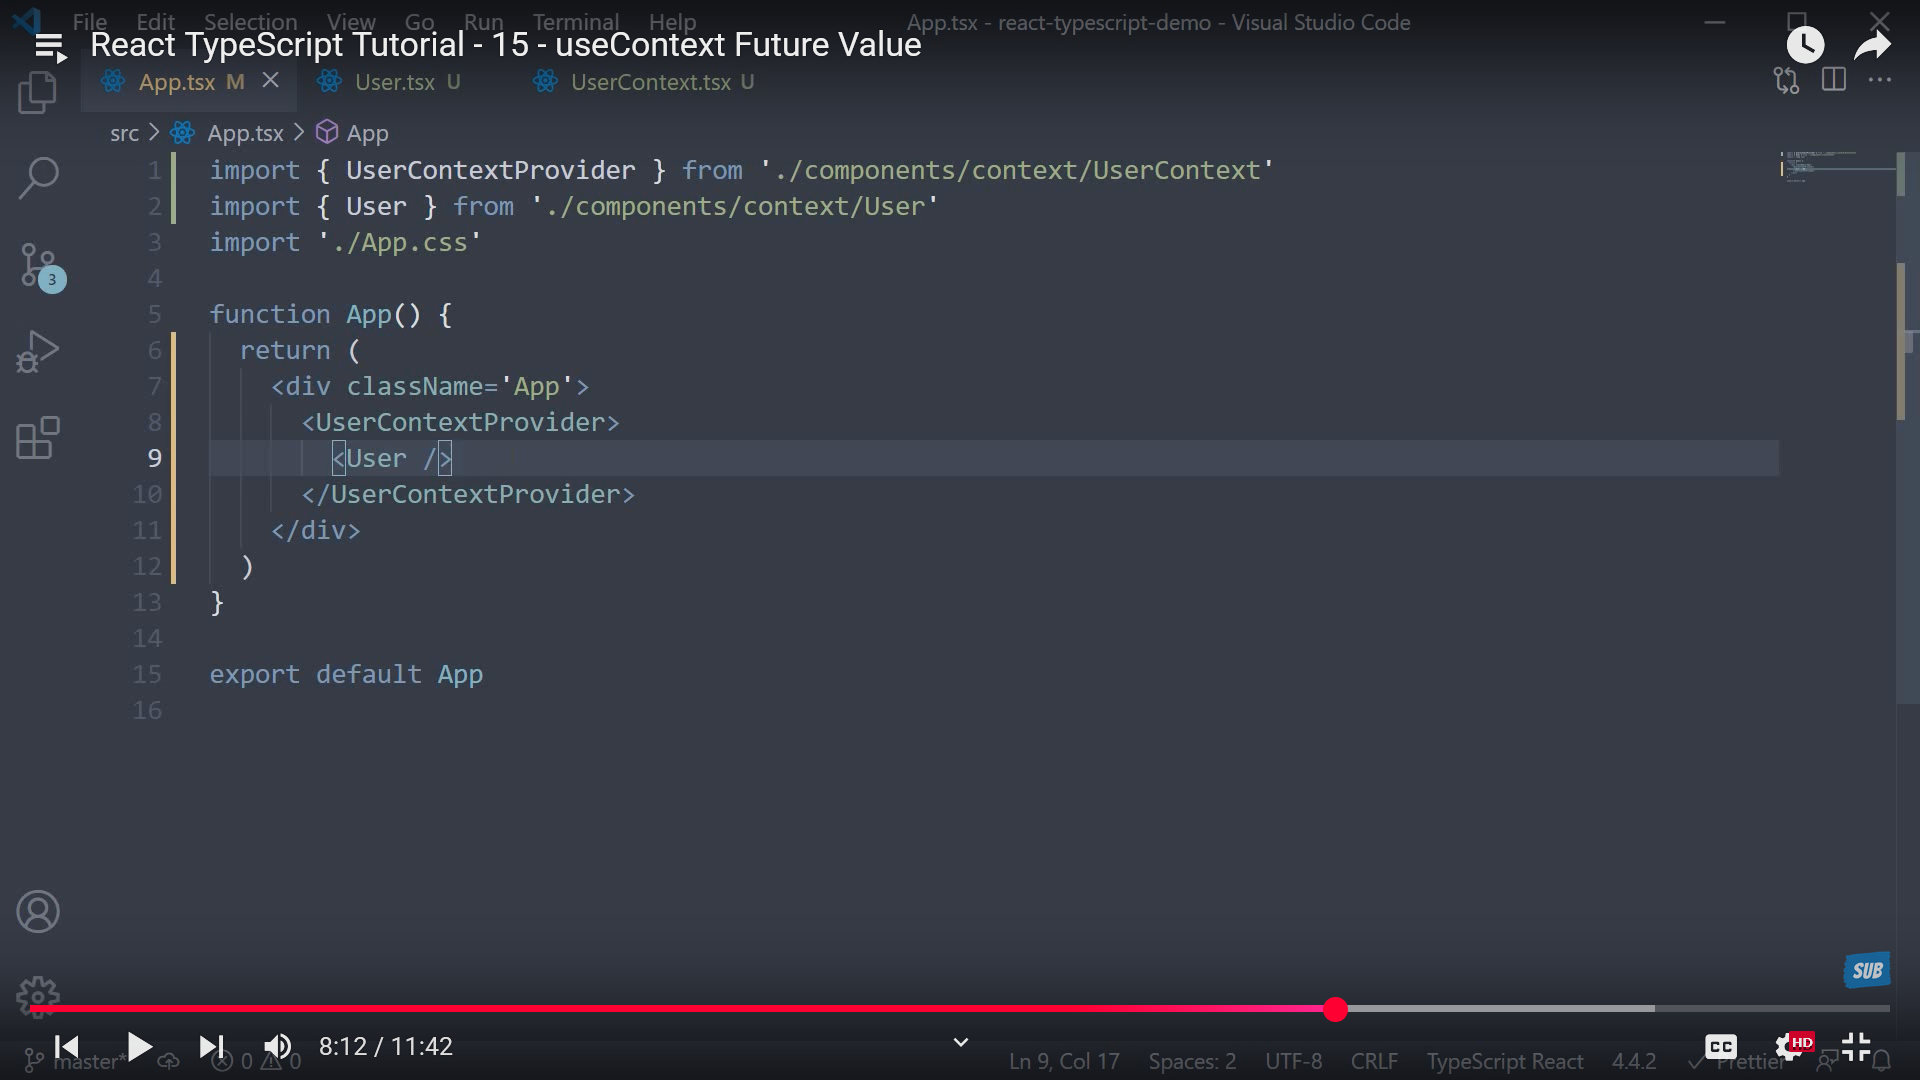 File Edit Selection View Go Run Terminal Help App.tsx - react-typescript-demo - Visual Studio Code
React TypeScript Tutorial - 15 - useContext Future Value
App.tsx M User.tsx U UserContext.tsx U
src App.tsx App
1 import { UserContextProvider } from './components/context/UserContext'
2 import { User } from './components/context/User'
3 import './App.css'
4
5 function App() {
6 return (
7 <div className='App'>
8 <UserContextProvider>
9 <User />
10 </UserContextProvider>
11 </div>
12 )
13 }
14
15 export default App
16
3
SUB
8:12 / 11:42
CC
HD
master* 0 0 Ln 9, Col 17 Spaces: 2 UTF-8 CRLF TypeScript React 4.4.2 Prettier